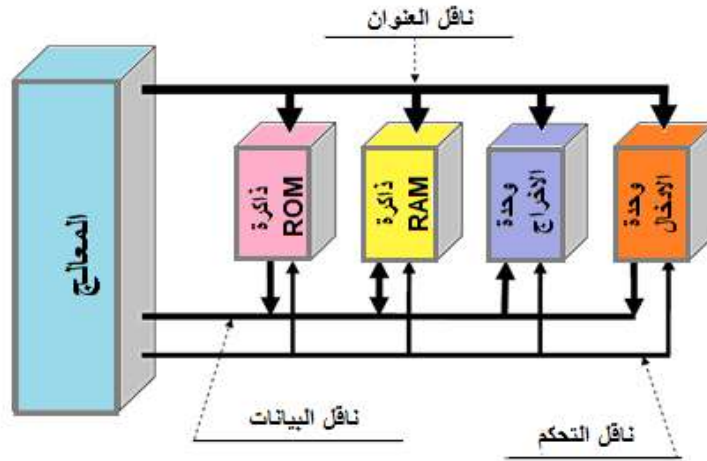 ناقل العنوان
المعالج
ذاكرة
ROM
ذاكرة
RAM
وحدة
الاخراج
وحدة
الادخال
ناقل البيانات
ناقل التحكم